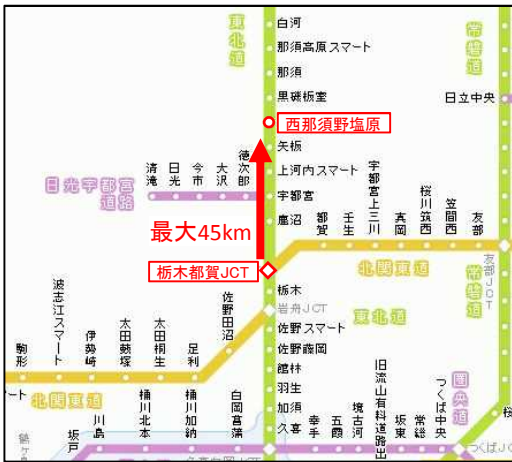 東北道
常磐道
白河
那須高原スマート
那須
黒磯板室
日立中央
西那須野塩原
矢板
上河内スマート
宇都宮
鹿沼
日光宇都宮道路
清滝
日光
今市
大沢
徳次郎
都賀
壬生
宇都宮上三川
真岡
桜川筑西
笠間西
友部
最大45km
栃木都賀JCT
北関東道
友部JCT
常磐道
栃木
岩舟JCT
東北道
佐野スマート
佐野藤岡
館林
羽生
加須
久喜
駒形
波志江スマート
伊勢崎
太田藪塚
太田桐生
足利
佐野田沼
北関東道
坂戸
川島
桶川北本
桶川加納
白岡菖蒲
幸手
五霞
境古河
旧流山有料道路出
坂東
常総
つくば中央
圏央道
つくばJC
桜